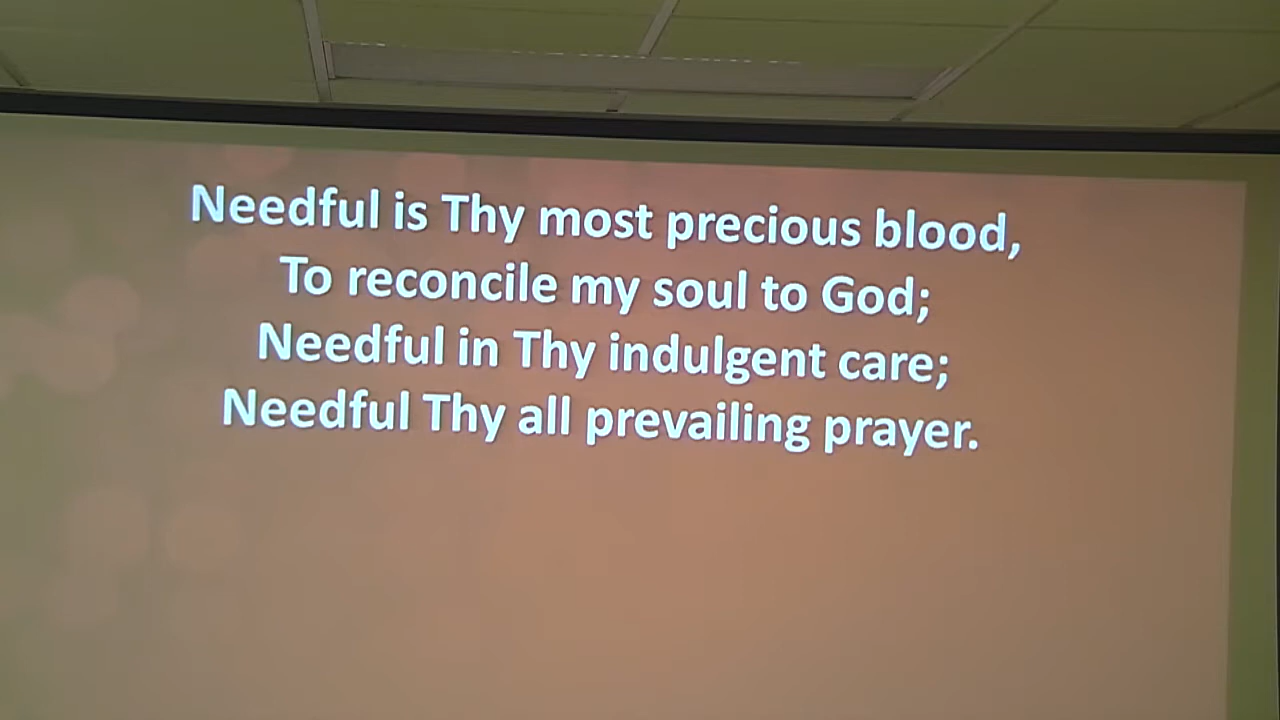 Needful is Thy most precious blood,
To reconcile my soul to God;
Needful in Thy indulgent care;
Needful Thy all prevailing prayer.